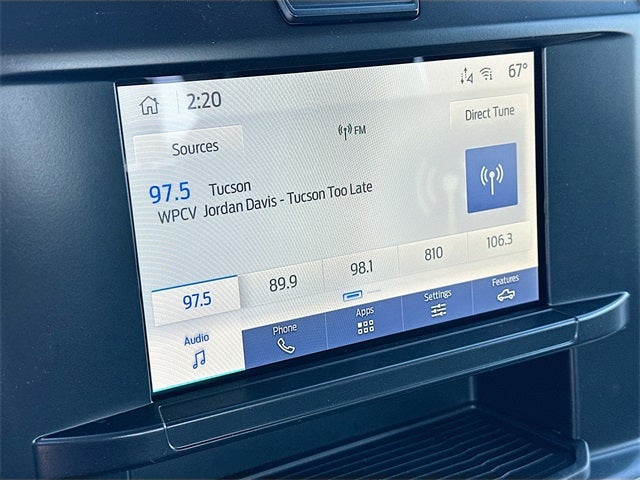 2:20
67°
Sources
FM
Direct Tune
97.5 Tucson
WPCV Jordan Davis - Tucson Too Late
97.5 89.9 98.1 810 106.3
Audio Phone Apps Settings Features